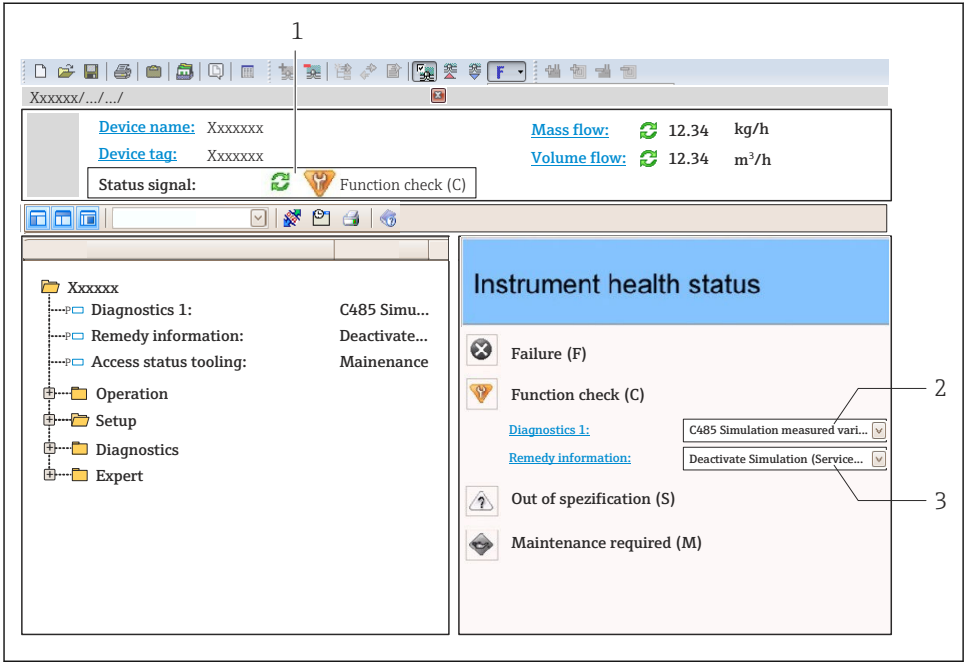 1
F
Xxxxxx/.../.../
Device name: Xxxxxxx
Mass flow: 12.34 kg/h
Device tag: Xxxxxxx
Volume flow: 12.34 m³/h
Status signal: Function check (C)
Xxxxxx
Diagnostics 1: C485 Simu...
Remedy information: Deactivate...
Access status tooling: Mainenance
Operation
Setup
Diagnostics
Expert
Instrument health status
Failure (F)
Function check (C)
2
Diagnostics 1: C485 Simulation measured vari...
Remedy information: Deactivate Simulation (Service...
3
Out of spezification (S)
Maintenance required (M)